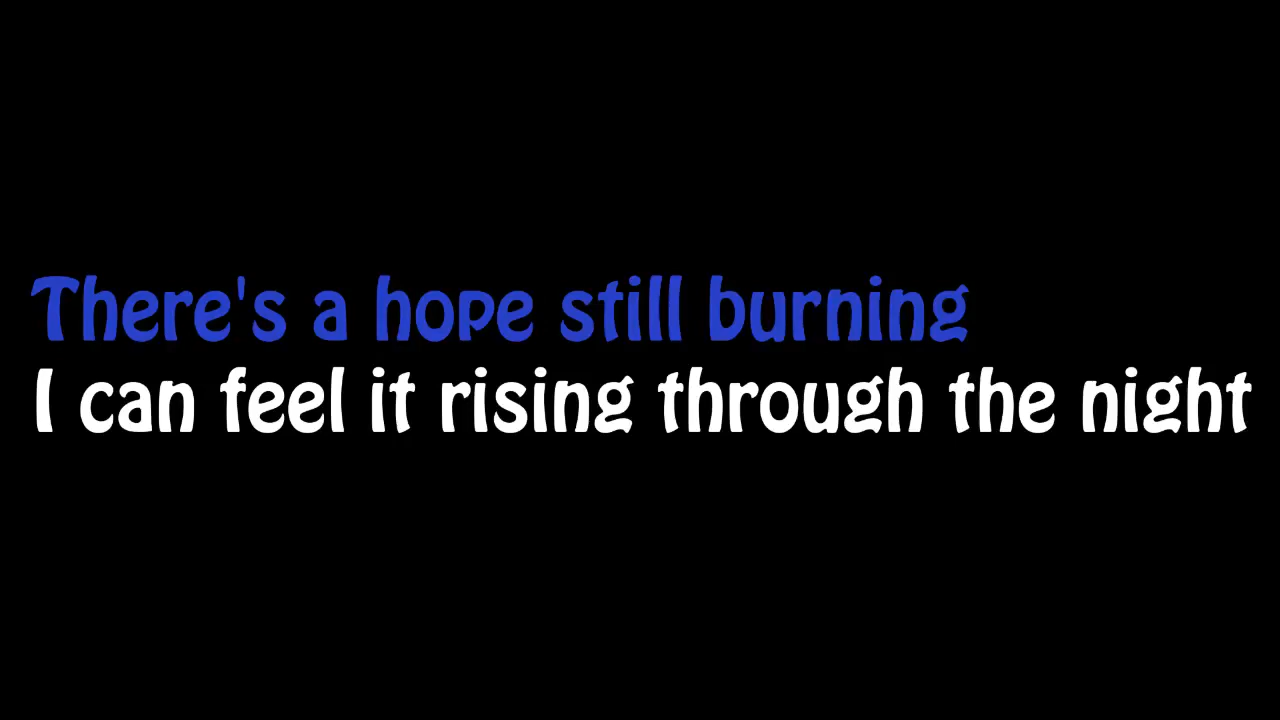 There's a hope still burning
I can feel it rising through the night